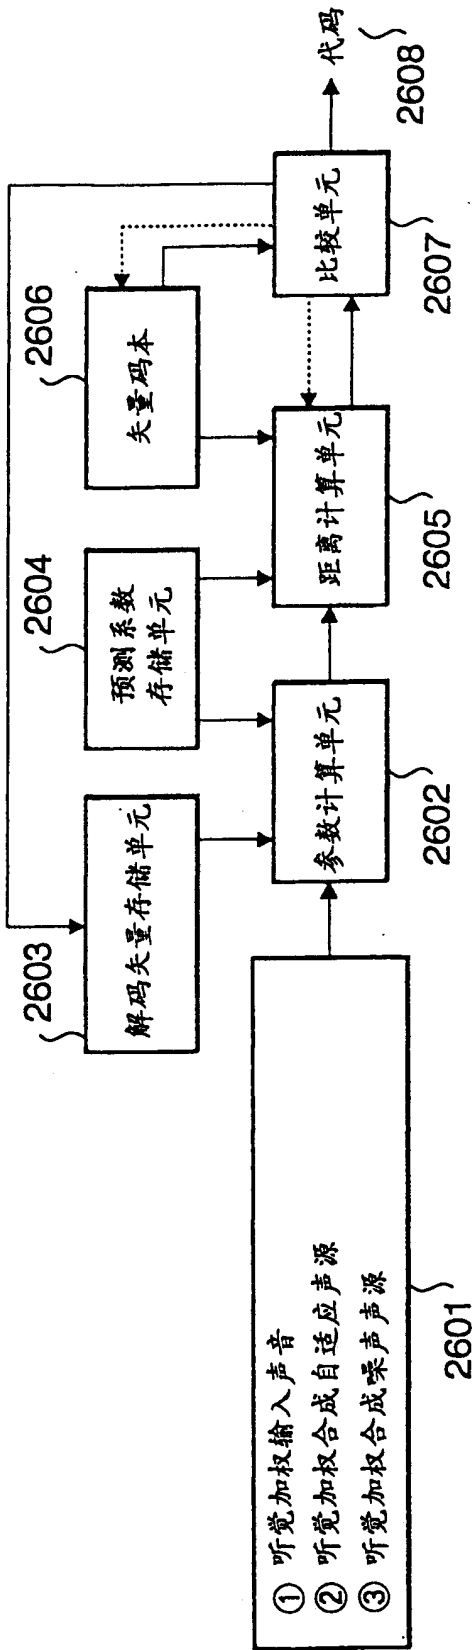 ① 听觉加权输入声音
② 听觉加权合成自适应声源
③ 听觉加权合成噪声声源
2601
参数计算单元
2602
解码矢量存储单元
2603
预测系数
存储单元
2604
距离计算单元
2605
矢量码本
2606
比较单元
2607
代码
2608